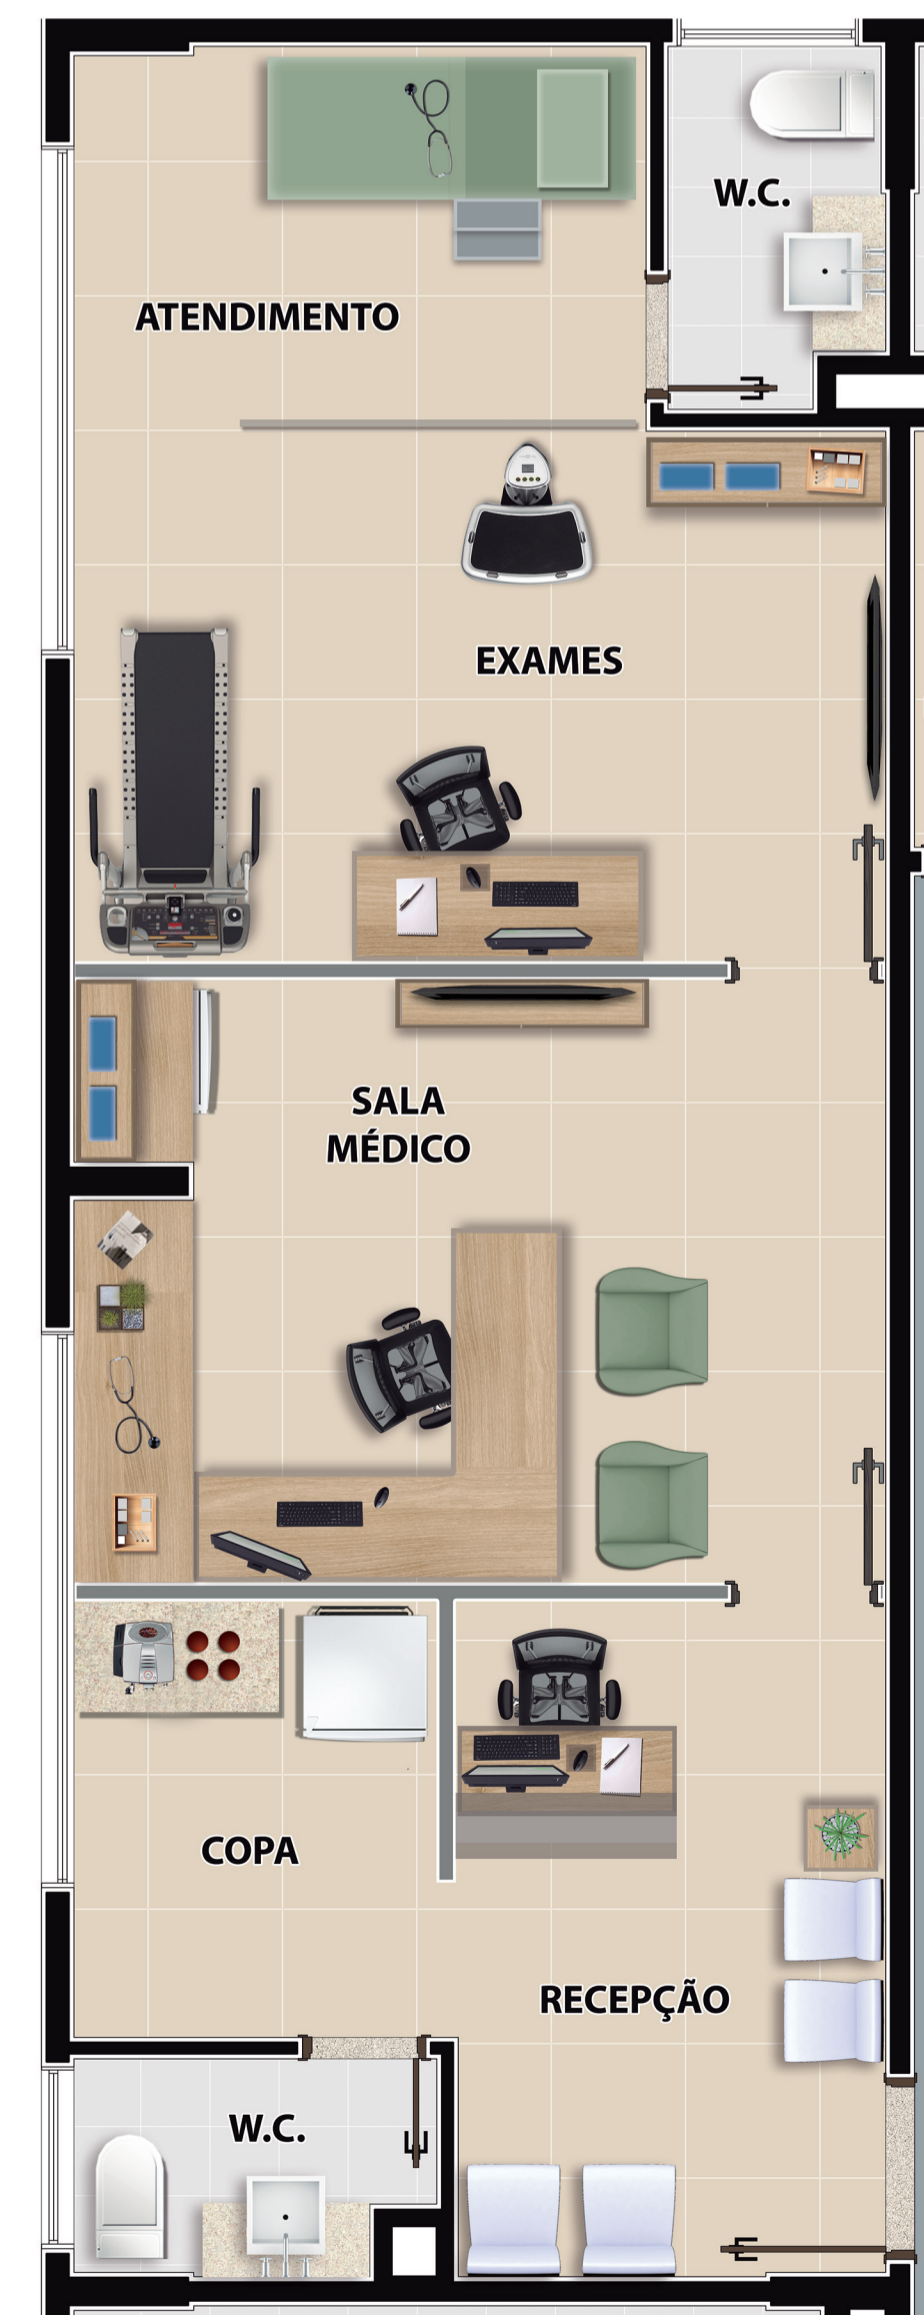 W.C.
ATENDIMENTO
EXAMES
SALA
MÉDICO
COPA
RECEPÇÃO
W.C.